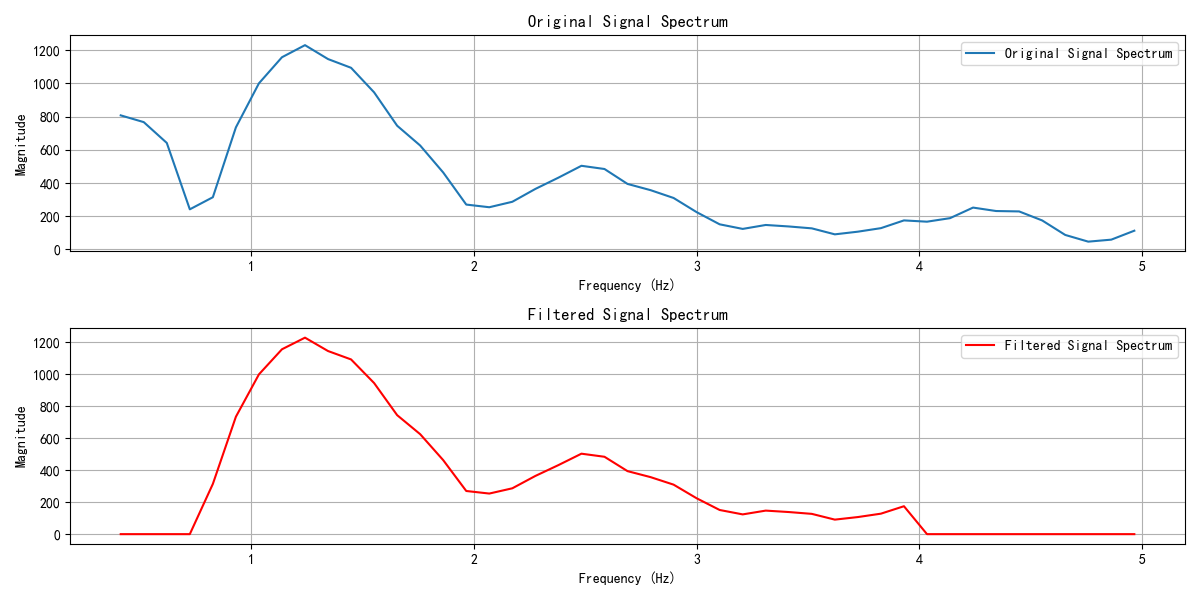 Original Signal Spectrum
Original Signal Spectrum
1200
1000
800
600
400
200
0
Magnitude
1 2 3 4 5
Frequency (Hz)
Filtered Signal Spectrum
Filtered Signal Spectrum
1200
1000
800
600
400
200
0
Magnitude
1 2 3 4 5
Frequency (Hz)